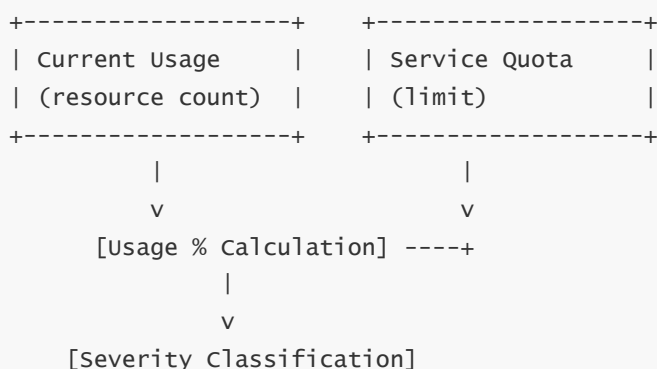 +-------------------+    +-------------------+
| Current Usage     |    | Service Quota     |
| (resource count)  |    | (limit)           |
+-------------------+    +-------------------+
          |                     |
          v                     v
      [Usage % Calculation] ----+
               |
               v
    [Severity Classification]